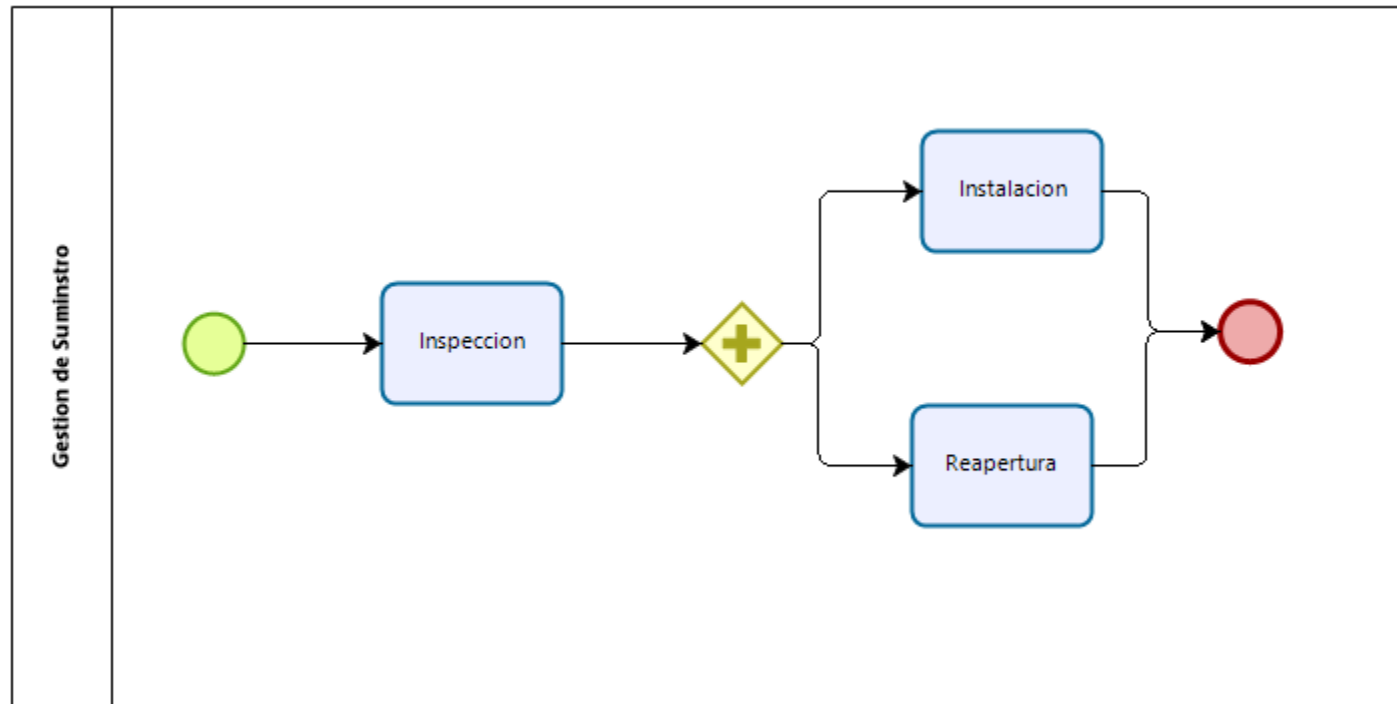 Gestion de Suminstro
Inspeccion
Instalacion
Reapertura